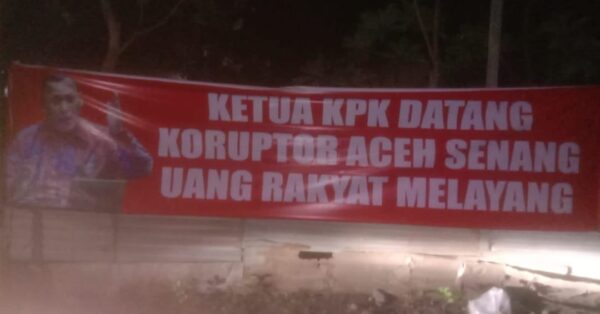 KETUA KPK DATANG
KORUPTOR ACEH SENANG
UANG RAKYAT MELAYANG